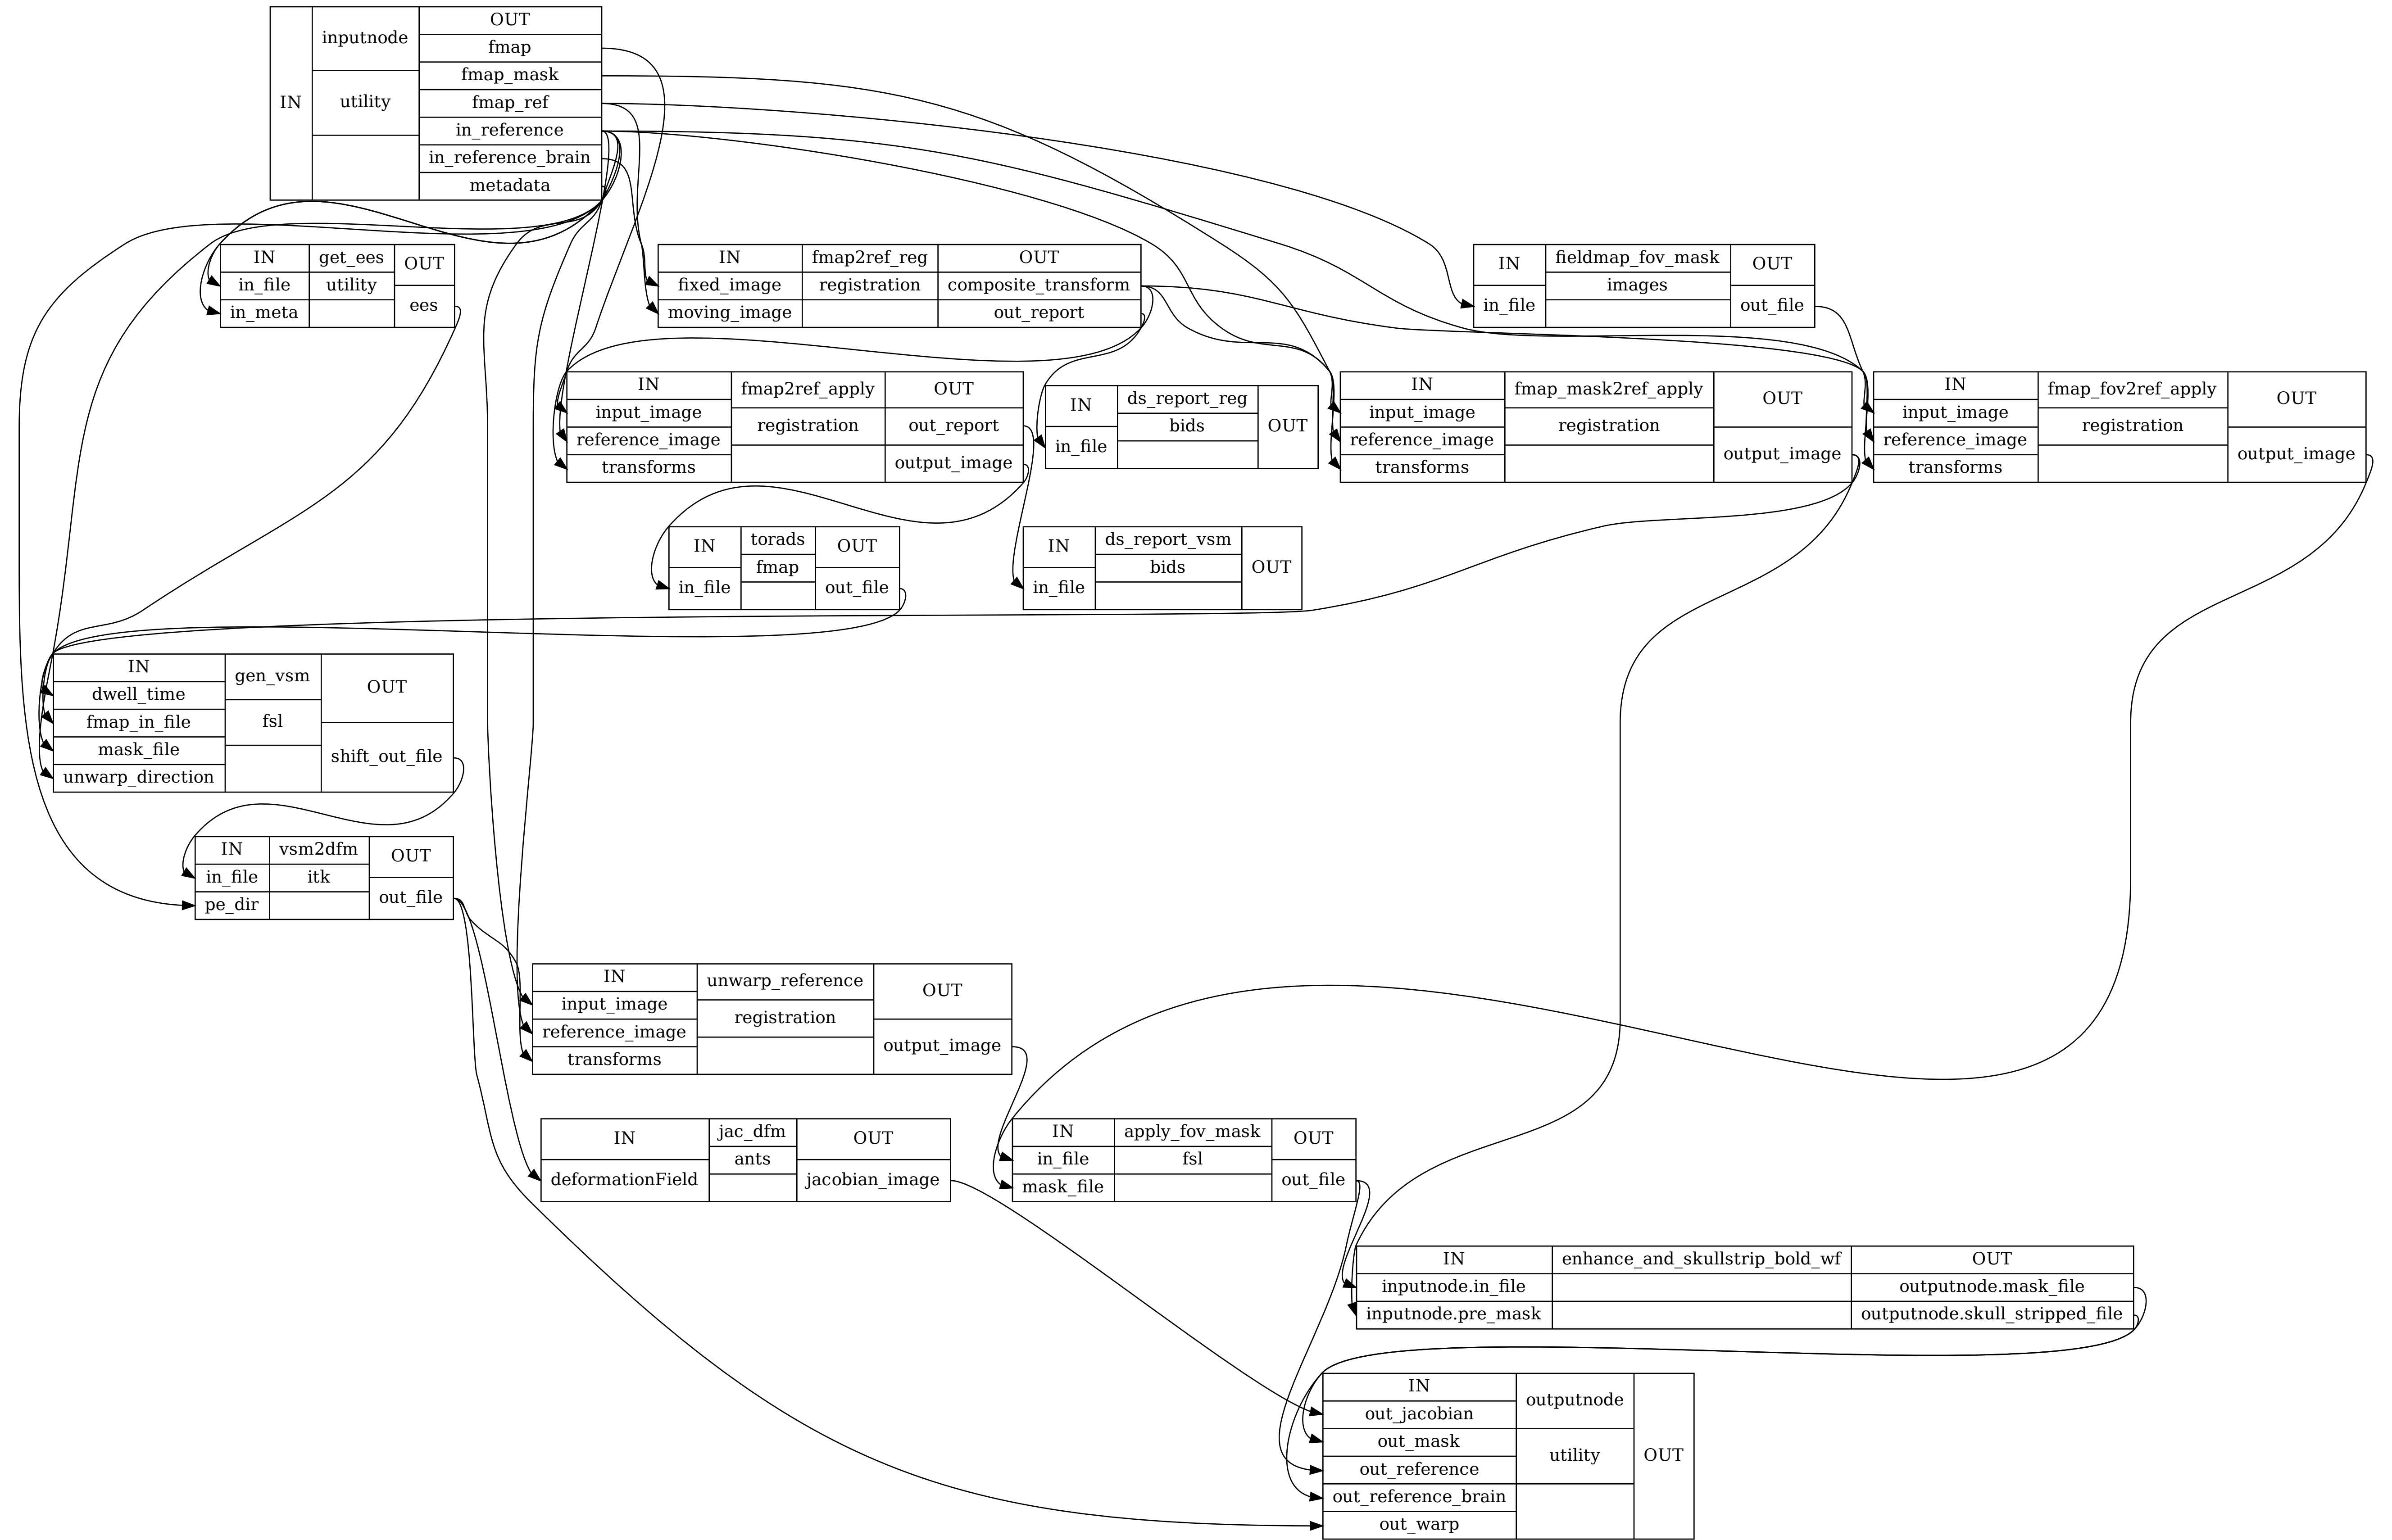 IN
inputnode
utility
OUT
fmap
fmap_mask
fmap_ref
in_reference
in_reference_brain
metadata
IN
in_file
in_meta
get_ees
utility
OUT
ees
IN
fixed_image
moving_image
fmap2ref_reg
registration
OUT
composite_transform
out_report
IN
in_file
fieldmap_fov_mask
images
OUT
out_file
IN
input_image
reference_image
transforms
fmap2ref_apply
registration
OUT
out_report
output_image
IN
in_file
ds_report_reg
bids
OUT
IN
input_image
reference_image
transforms
fmap_mask2ref_apply
registration
OUT
output_image
IN
input_image
reference_image
transforms
fmap_fov2ref_apply
registration
OUT
output_image
IN
in_file
torads
fmap
OUT
out_file
IN
in_file
ds_report_vsm
bids
OUT
IN
dwell_time
fmap_in_file
mask_file
unwarp_direction
gen_vsm
fsl
OUT
shift_out_file
IN
in_file
pe_dir
vsm2dfm
itk
OUT
out_file
IN
input_image
reference_image
transforms
unwarp_reference
registration
OUT
output_image
IN
deformationField
jac_dfm
ants
OUT
jacobian_image
IN
in_file
mask_file
apply_fov_mask
fsl
OUT
out_file
IN
inputnode.in_file
inputnode.pre_mask
enhance_and_skullstrip_bold_wf
OUT
outputnode.mask_file
outputnode.skull_stripped_file
IN
out_jacobian
out_mask
out_reference
out_reference_brain
out_warp
outputnode
utility
OUT